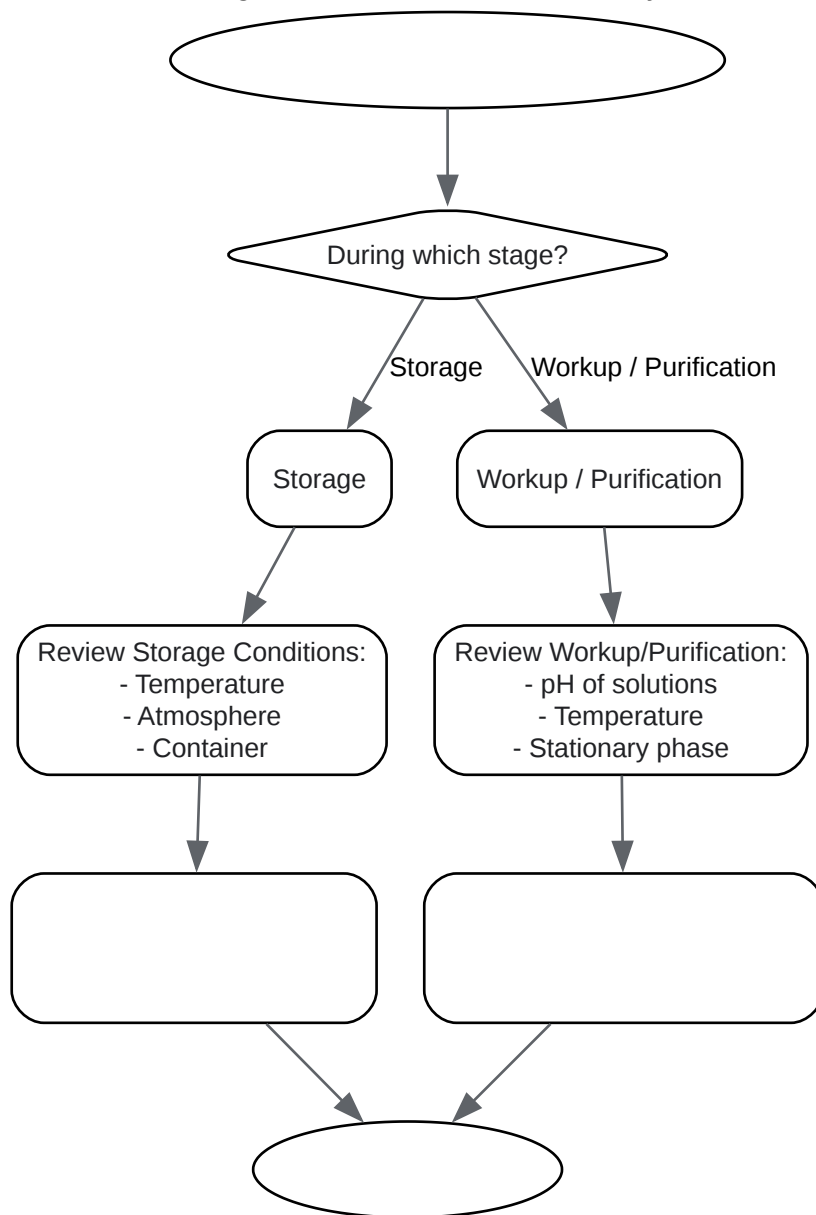 During which stage?
Storage
Workup / Purification
Storage
Workup / Purification
Review Storage Conditions:
- Temperature
- Atmosphere
- Container
Review Workup/Purification:
- pH of solutions
- Temperature
- Stationary phase